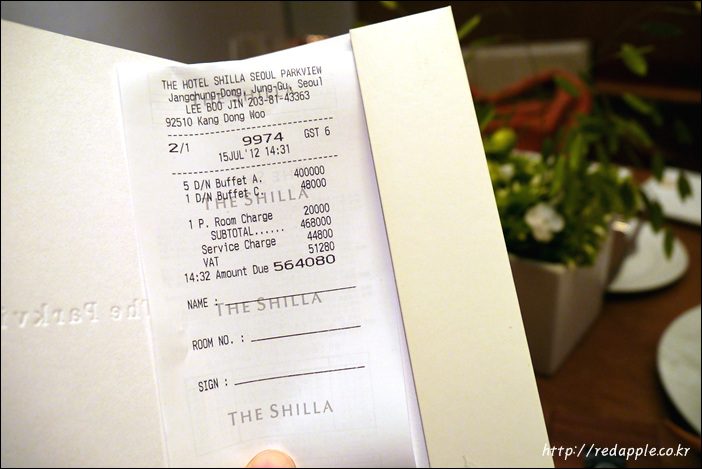 THE HOTEL SHILLA SEOUL PARKVIEW
Jangchung-Dong, Jung-Gu, Seoul
LEE BOO JIN 203-81-43363
92510 Kang Dong Woo
2/1 9974 GST 6
15JUL'12 14:31
5 D/N Buffet A. 400000
1 D/N Buffet C. 48000
THE SHILLA
1 P. Room Charge 20000
SUBTOTAL...... 468000
Service Charge 44800
VAT 51280
14:32 Amount Due 564080
NAME :
THE SHILLA
ROOM NO. :
SIGN :
THE SHILLA
The Parkvi
http://redapple.co.kr